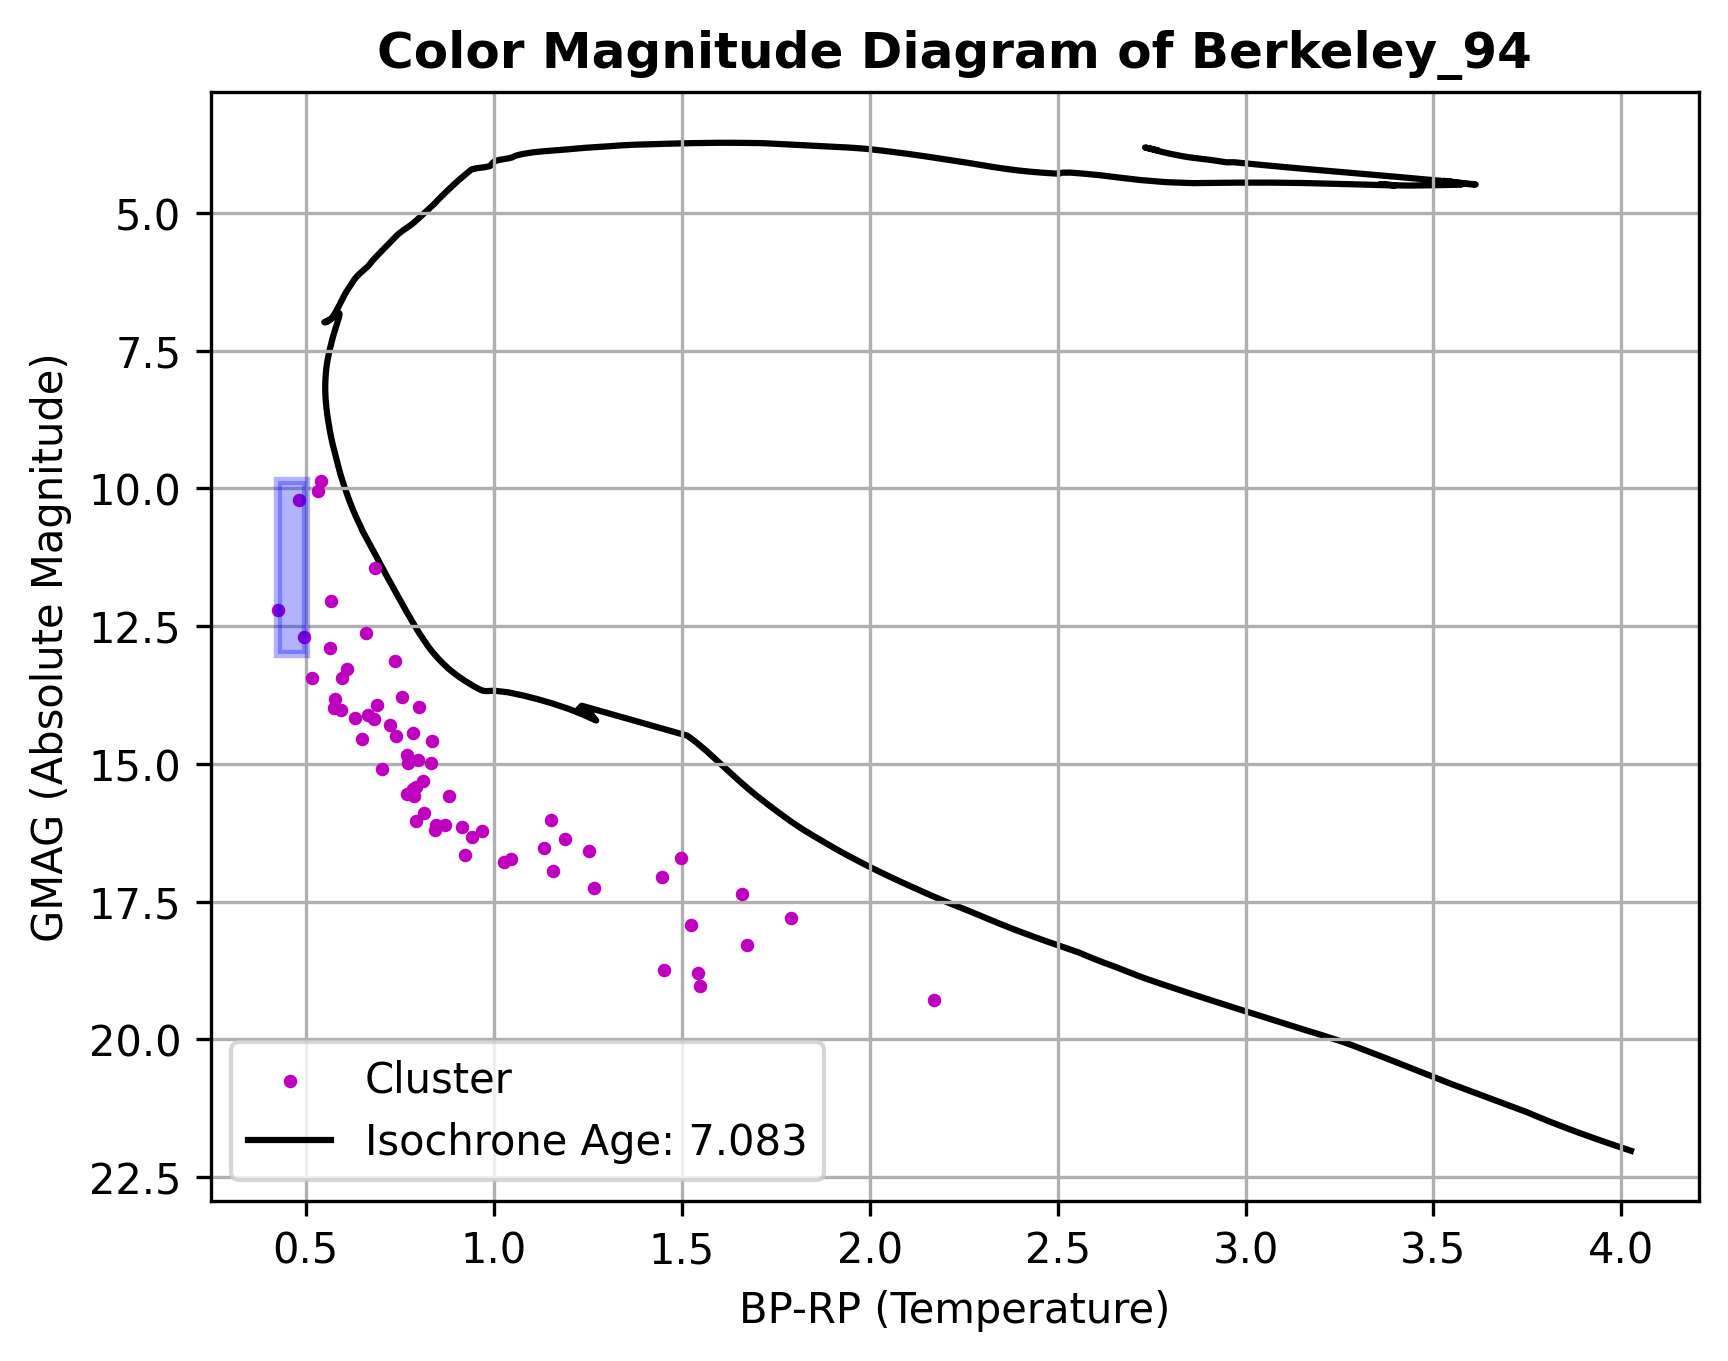 Color Magnitude Diagram of Berkeley_94
GMAG (Absolute Magnitude)
5.0
7.5
10.0
12.5
15.0
17.5
20.0
22.5
Cluster
Isochrone Age: 7.083
0.5 1.0 1.5 2.0 2.5 3.0 3.5 4.0
BP-RP (Temperature)